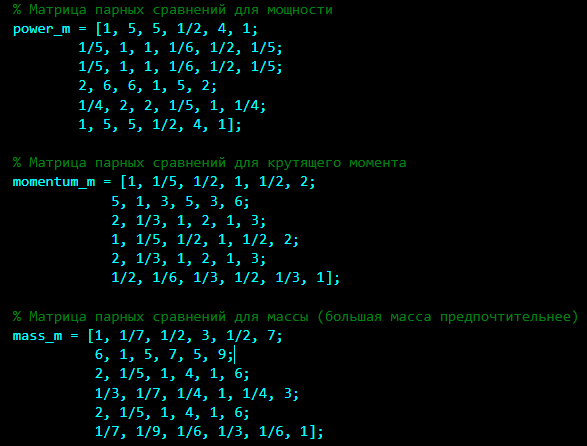 % Матрица парных сравнений для мощности
power_m = [1, 5, 5, 1/2, 4, 1;
1/5, 1, 1, 1/6, 1/2, 1/5;
1/5, 1, 1, 1/6, 1/2, 1/5;
2, 6, 6, 1, 5, 2;
1/4, 2, 2, 1/5, 1, 1/4;
1, 5, 5, 1/2, 4, 1];
% Матрица парных сравнений для крутящего момента
momentum_m = [1, 1/5, 1/2, 1, 1/2, 2;
5, 1, 3, 5, 3, 6;
2, 1/3, 1, 2, 1, 3;
1, 1/5, 1/2, 1, 1/2, 2;
2, 1/3, 1, 2, 1, 3;
1/2, 1/6, 1/3, 1/2, 1/3, 1];
% Матрица парных сравнений для массы (большая масса предпочтительнее)
mass_m = [1, 1/7, 1/2, 3, 1/2, 7;
6, 1, 5, 7, 5, 9;
2, 1/5, 1, 4, 1, 6;
1/3, 1/7, 1/4, 1, 1/4, 3;
2, 1/5, 1, 4, 1, 6;
1/7, 1/9, 1/6, 1/3, 1/6, 1];